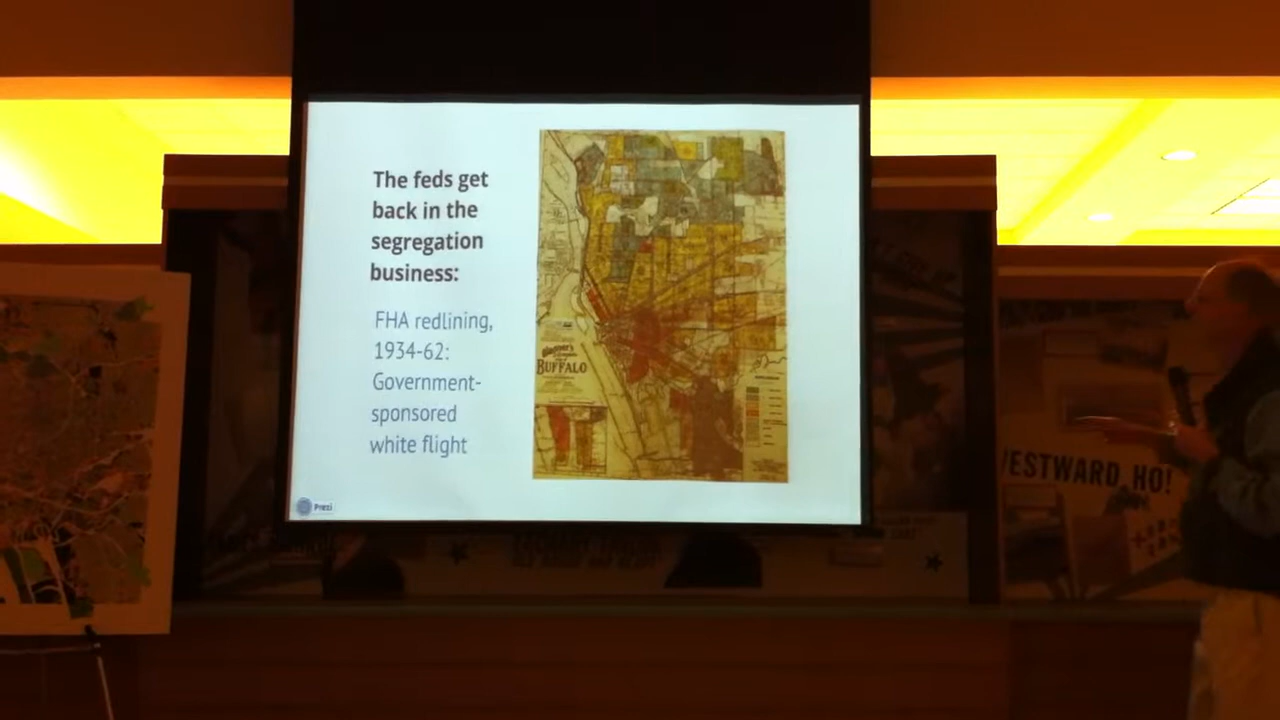 The feds get
back in the
segregation
business:
FHA redlining,
1934-62:
Government-
sponsored
white flight
BUFFALO
Prezi
WESTWARD HO!